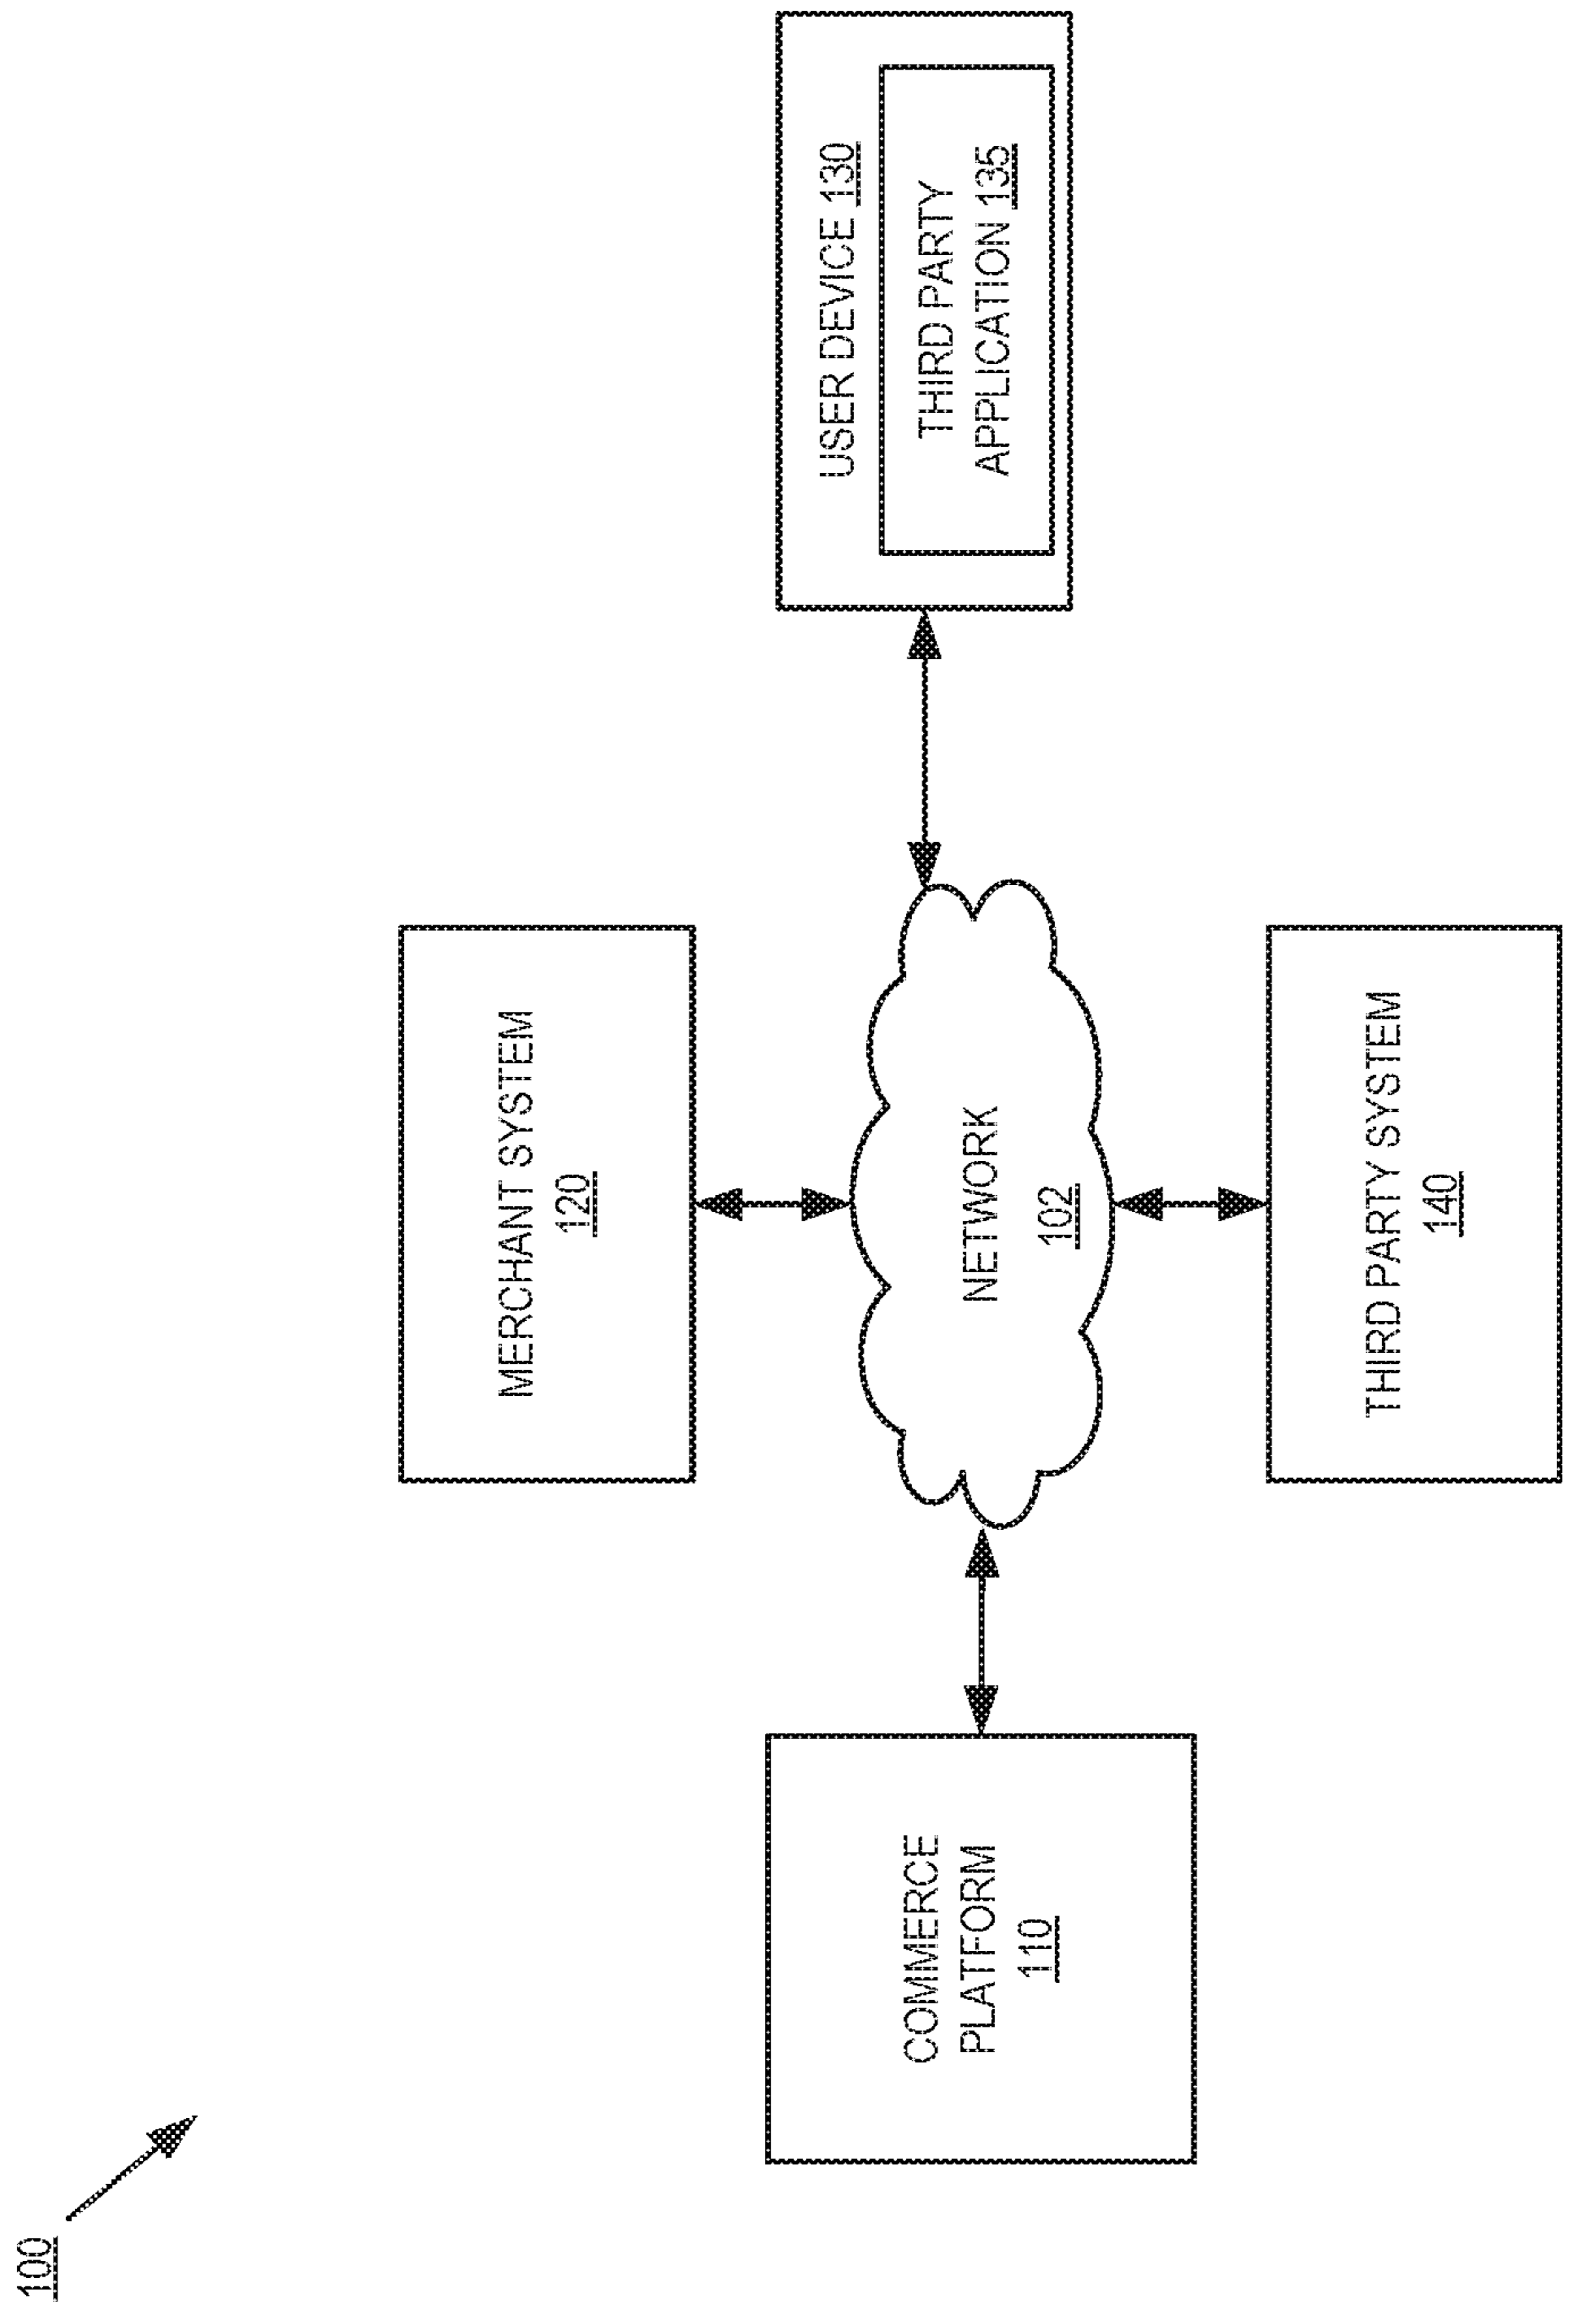 100
MERCHANT SYSTEM
120
COMMERCE
PLATFORM
110
NETWORK
102
USER DEVICE 130
THIRD PARTY
APPLICATION 135
THIRD PARTY SYSTEM
140